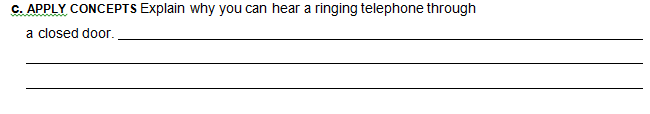 c. APPLY CONCEPTS Explain why you can hear a ringing telephone through
a closed door.